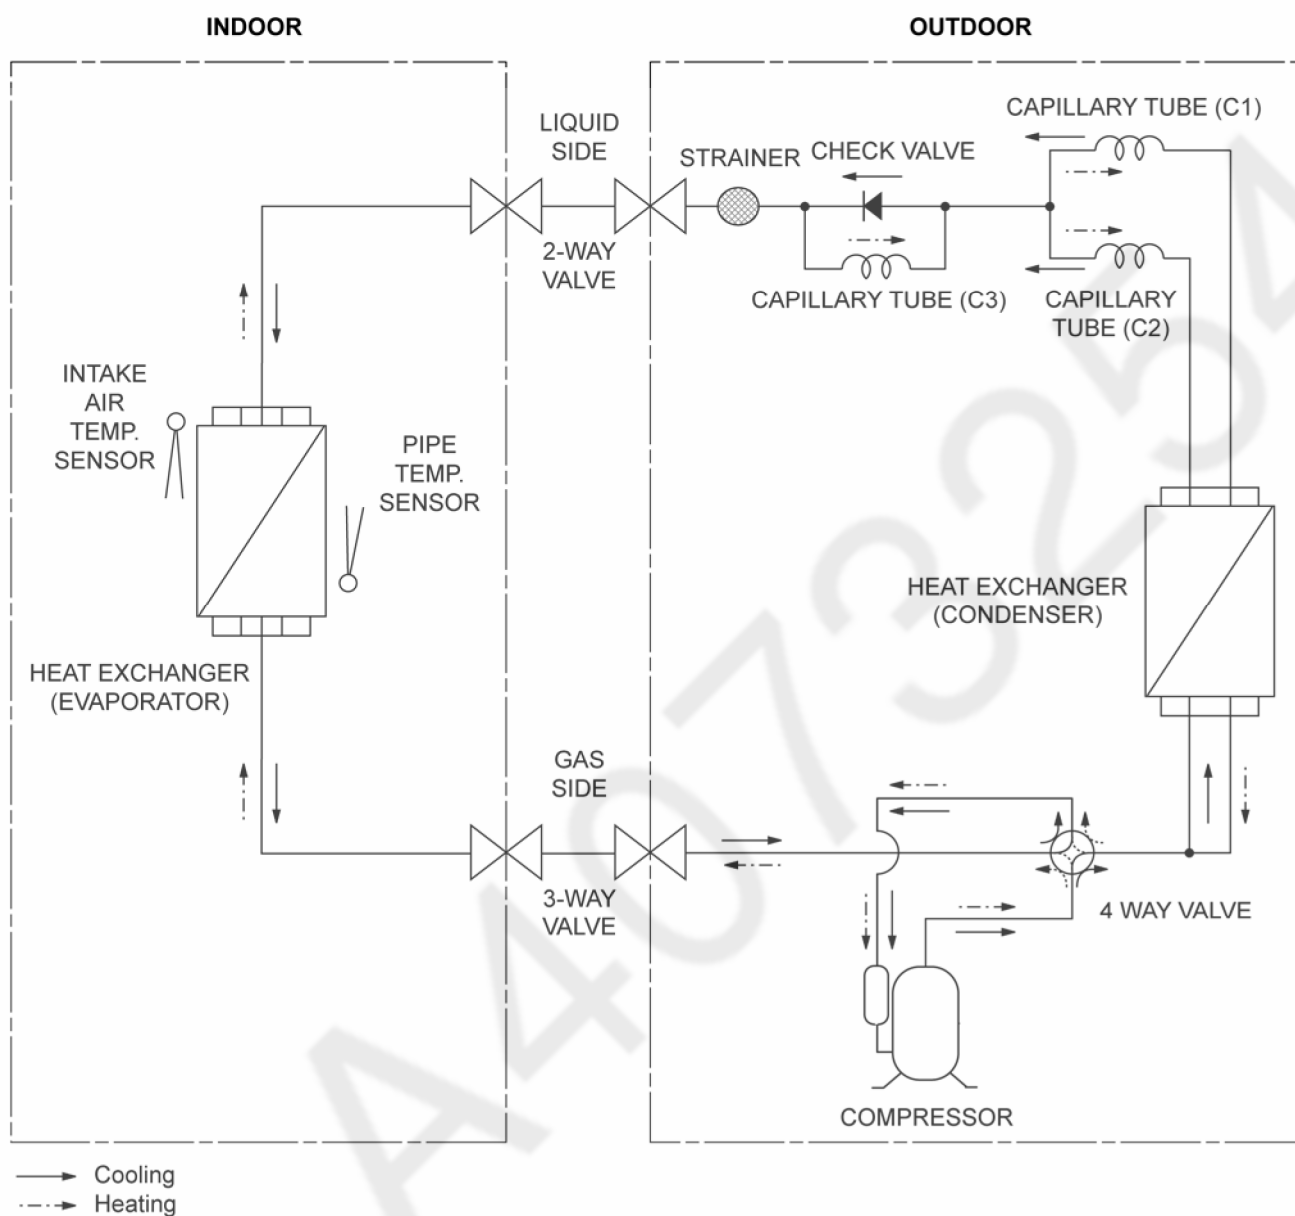 INDOOR
OUTDOOR
CAPILLARY TUBE (C1)
LIQUID
SIDE
STRAINER
CHECK VALVE
2-WAY
VALVE
CAPILLARY TUBE (C3)
CAPILLARY
TUBE (C2)
INTAKE
AIR
TEMP.
SENSOR
PIPE
TEMP.
SENSOR
HEAT EXCHANGER
(CONDENSER)
HEAT EXCHANGER
(EVAPORATOR)
GAS
SIDE
3-WAY
VALVE
4 WAY VALVE
COMPRESSOR
Cooling
Heating
A4073254